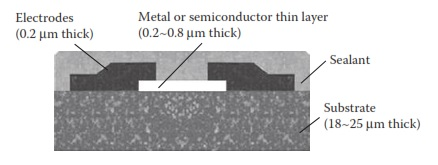 Electrodes
(0.2 μm thick)
Metal or semiconductor thin layer
(0.2~0.8 μm thick)
Sealant
Substrate
(18~25 μm thick)